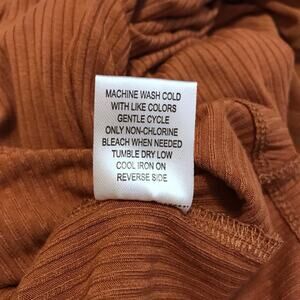 MACHINE WASH COLD
WITH LIKE COLORS
GENTLE CYCLE
ONLY NON-CHLORINE
BLEACH WHEN NEEDED
TUMBLE DRY LOW
COOL IRON ON
REVERSE SIDE